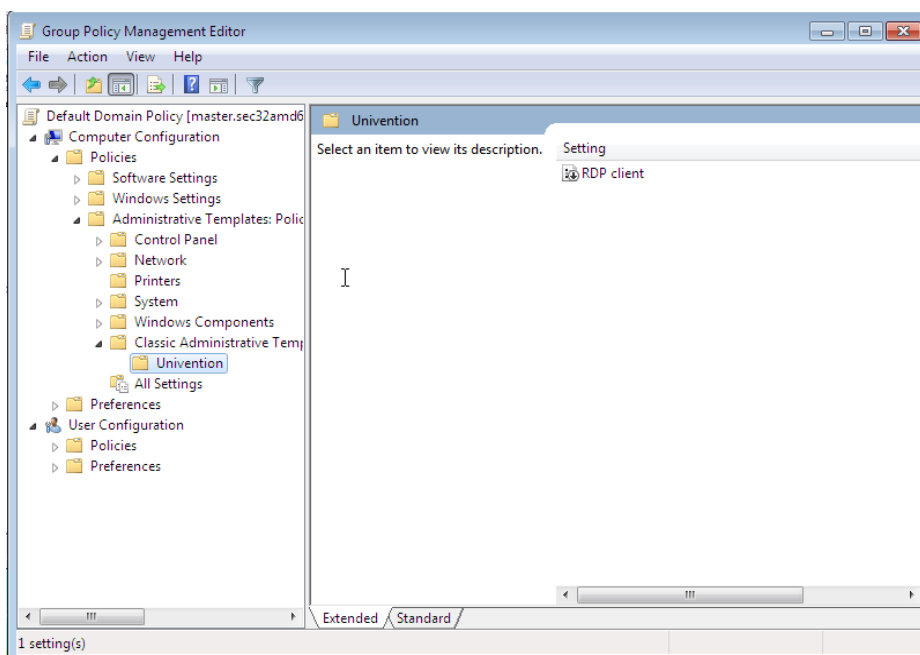 Group Policy Management Editor
File Action View Help
Default Domain Policy [master.sec32amd6
Computer Configuration
Policies
Software Settings
Windows Settings
Administrative Templates: Polic
Control Panel
Network
Printers
System
Windows Components
Classic Administrative Temp
Univention
All Settings
Preferences
User Configuration
Policies
Preferences
Univention
Select an item to view its description.
Setting
RDP client
Extended Standard
1 setting(s)